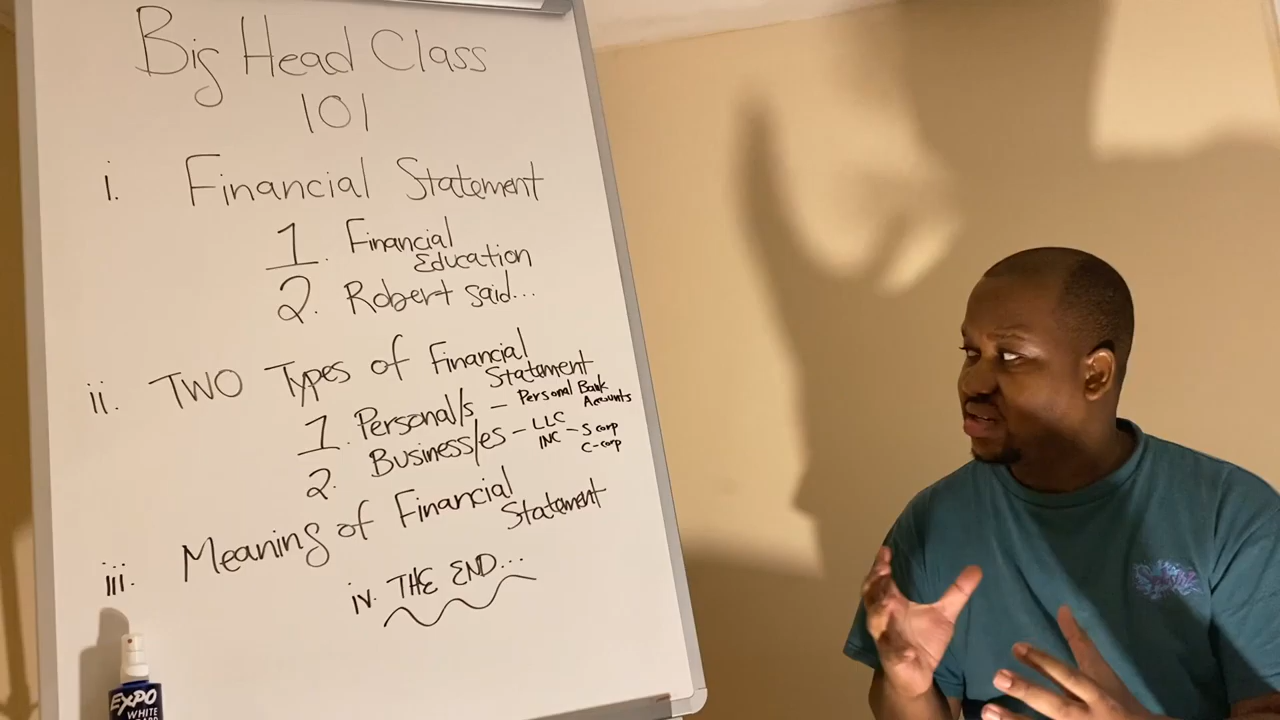 Big Head Class
101
i. Financial Statement
1. Financial
Education
2. Robert said...
ii. TWO Types of Financial
Statement
1. Personal/s – Personal Bank
Accounts
2. Business/es – LLC
INC – S corp
C-corp
iii. Meaning of Financial
Statement
iv. THE END...
EXPO
WHITE